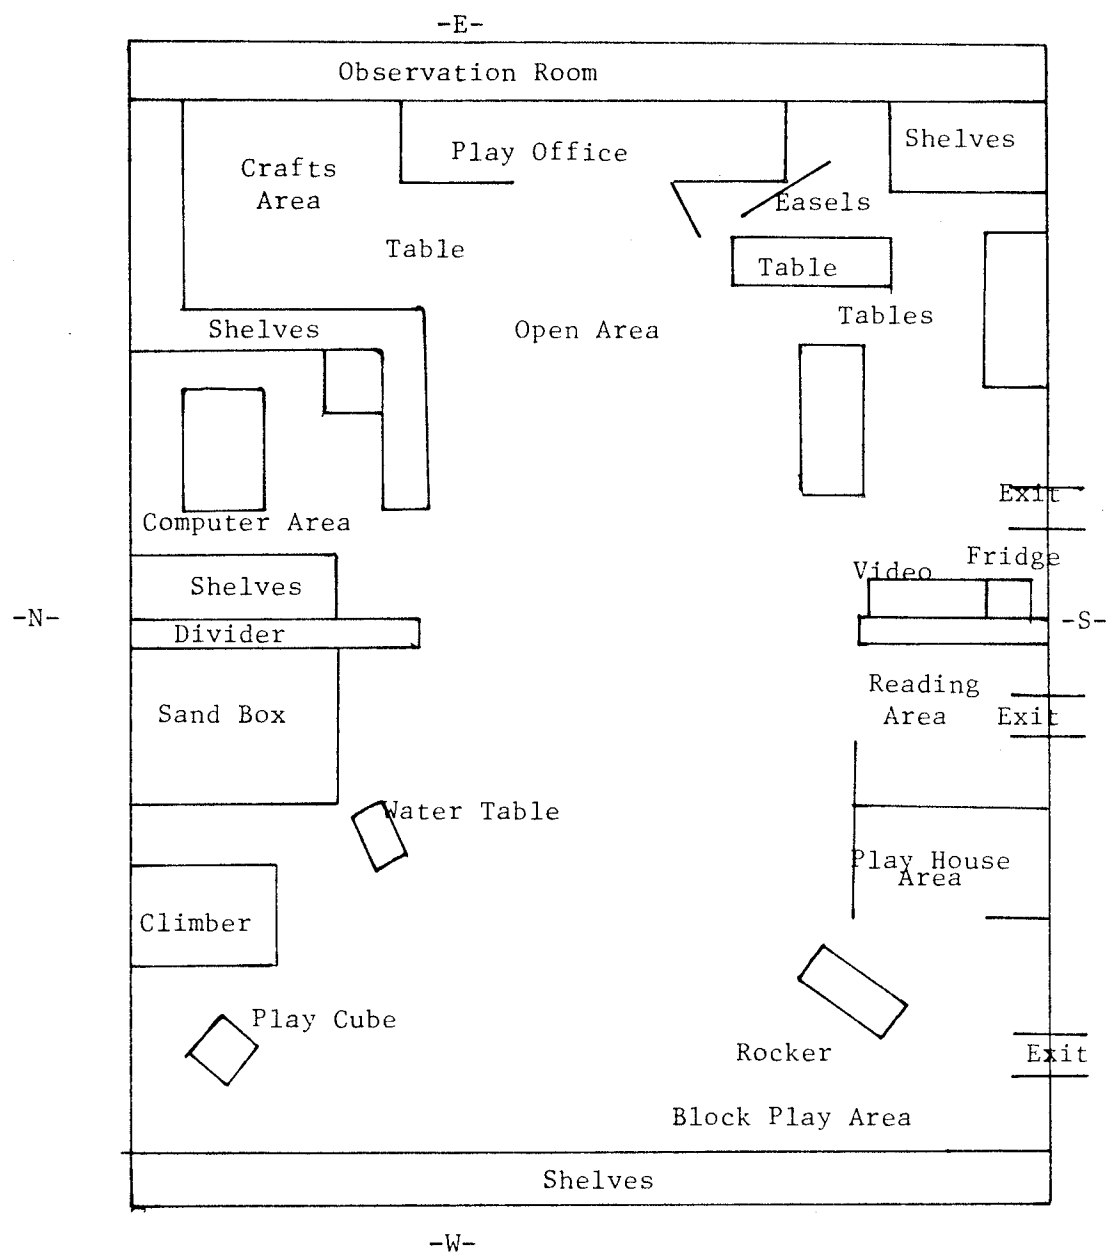 -E-
Observation Room
Shelves
Play Office
Crafts
Area
Easels
Table
Table
Tables
Shelves
Open Area
Exit
Computer Area
Fridge
Video
Shelves
-N-
-S-
Divider
Reading
Area
Sand Box
Exit
Water Table
Play House
Area
Climber
Play Cube
Rocker
Exit
Block Play Area
Shelves
-W-